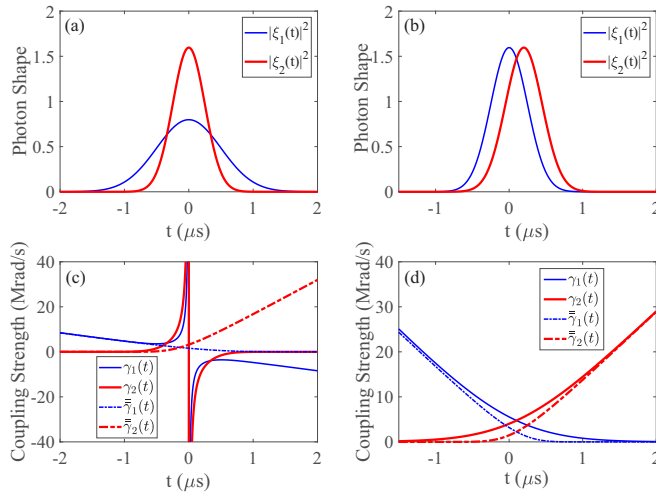 (a)
|ξ₁(t)|²
|ξ₂(t)|²
Photon Shape
2
1.5
1
0.5
0
-2 -1 0 1 2
t (μs)
(b)
|ξ₁(t)|²
|ξ₂(t)|²
Photon Shape
2
1.5
1
0.5
0
-1 0 1 2
t (μs)
(c)
γ₁(t)
γ₂(t)
γ̿₁(t)
γ̿₂(t)
Coupling Strength (Mrad/s)
40
20
0
-20
-40
-2 -1 0 1 2
t (μs)
(d)
γ₁(t)
γ₂(t)
γ̿₁(t)
γ̿₂(t)
Coupling Strength (Mrad/s)
40
30
20
10
0
-1 0 1 2
t (μs)